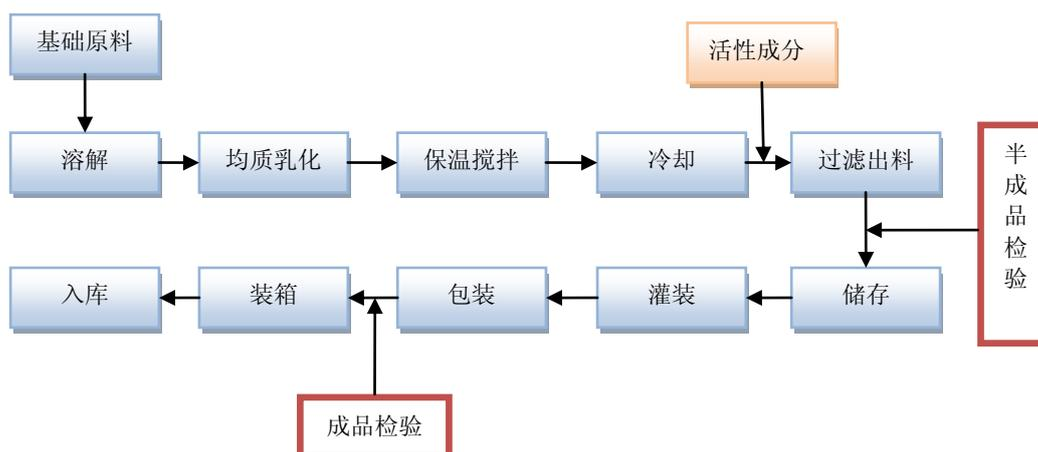 基础原料
活性成分
溶解
均质乳化
保温搅拌
冷却
过滤出料
半成品检验
入库
装箱
包装
灌装
储存
成品检验